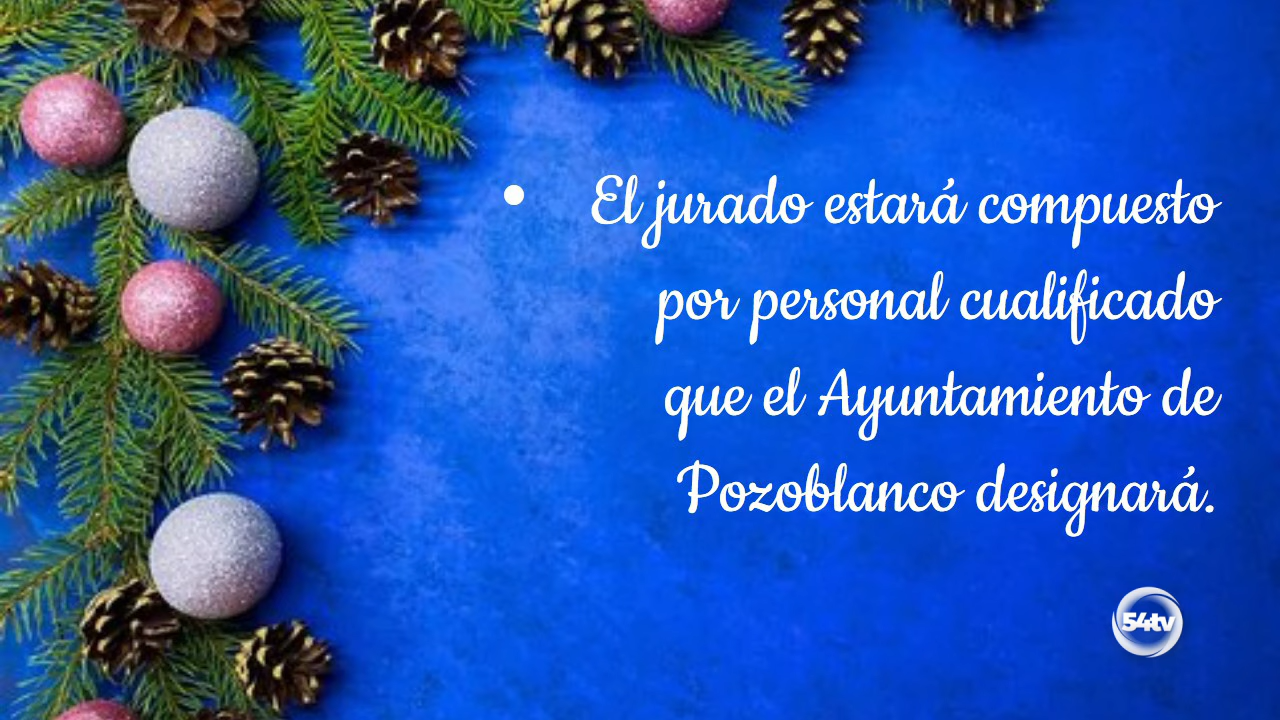 • El jurado estará compuesto
por personal cualificado
que el Ayuntamiento de
Pozoblanco designará.
54tv